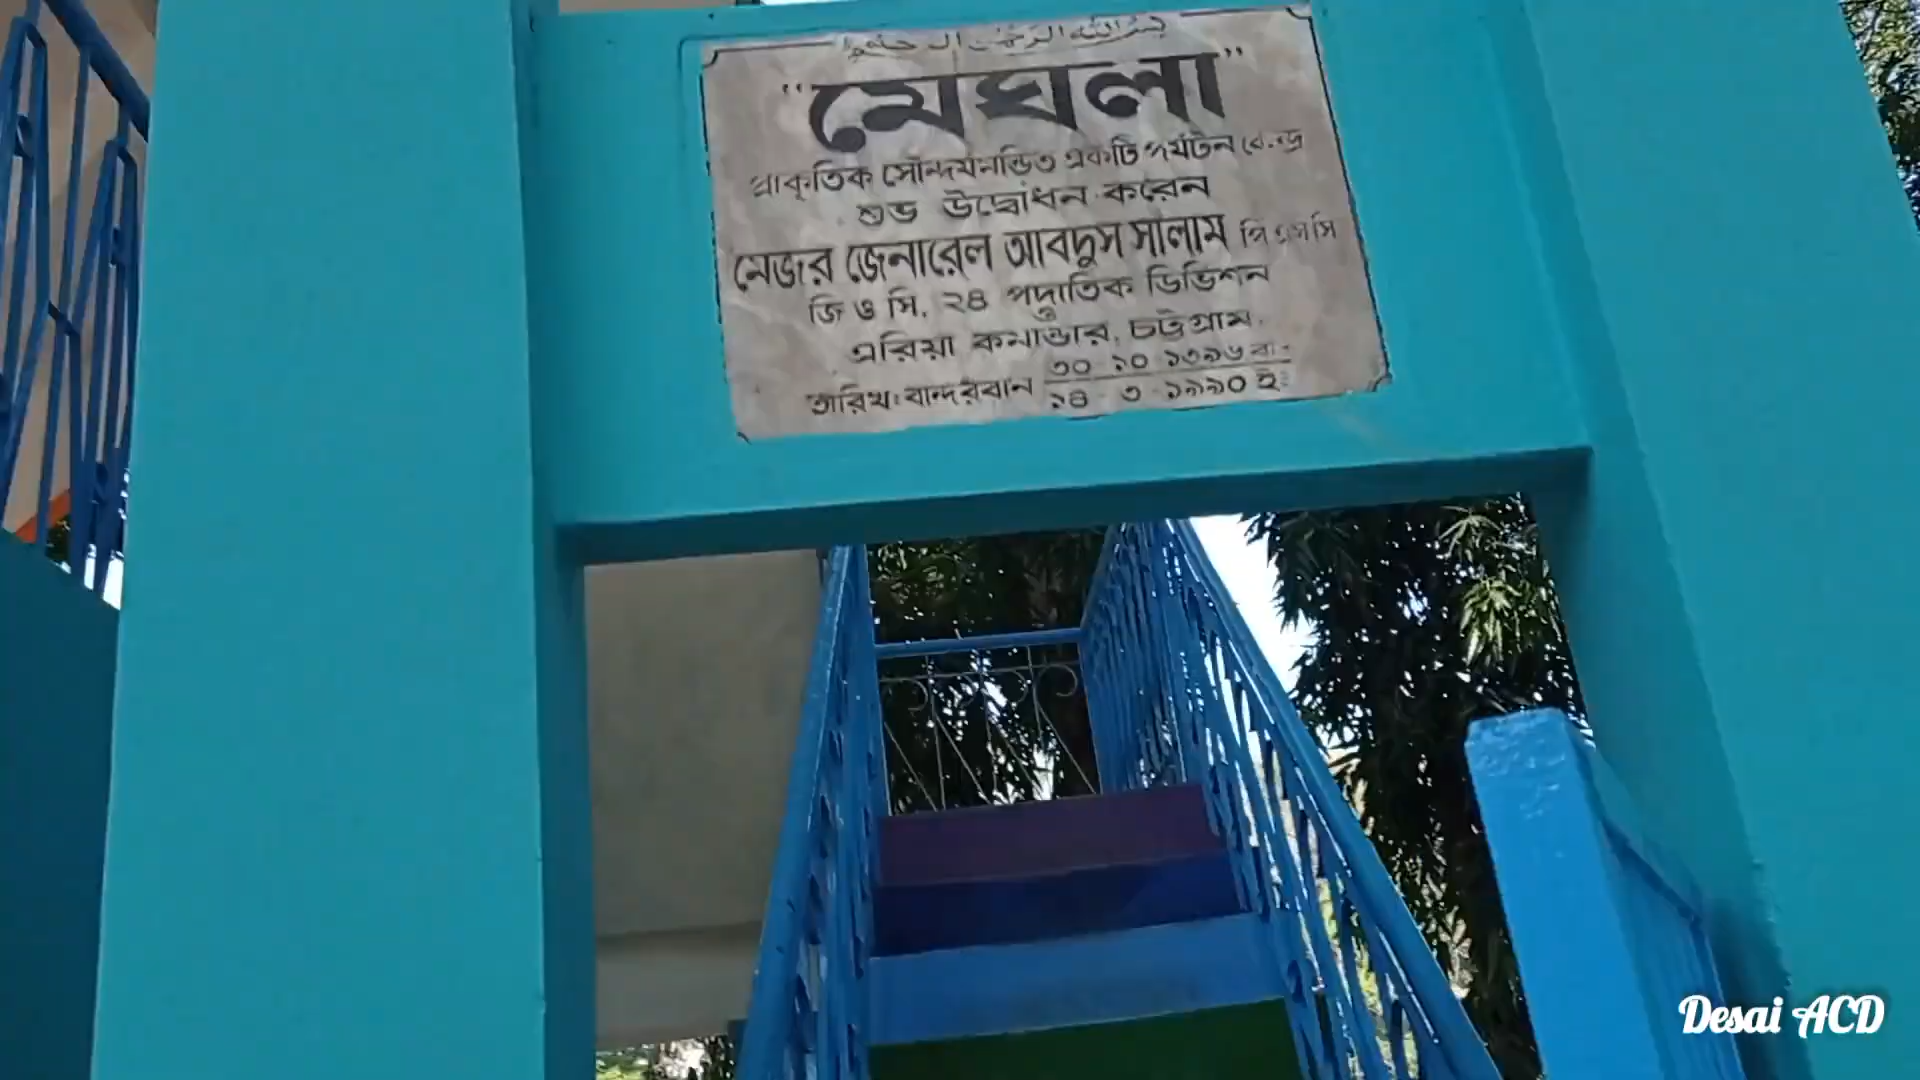 "মেঘলা"
প্রাকৃতিক সৌন্দর্যমন্ডিত একটি পর্যটন কেন্দ্র
শুভ উদ্বোধন করেন
মেজর জেনারেল আবদুস সালাম পি এস সি
জি ও সি, ২৪ পদাতিক ডিভিশন
এরিয়া কমান্ডার, চট্টগ্রাম.
তারিখঃ বান্দরবান ৩০ ১০ ১৩৯৬ বাং
১৪ ৩ ১৯৯০ ইং
Desai ACD